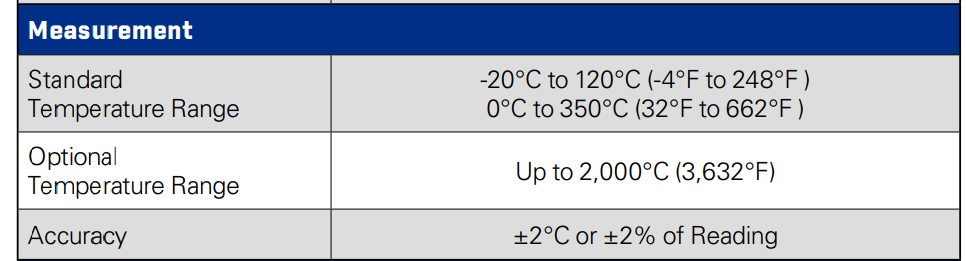 Measurement
Standard
Temperature Range
-20°C to 120°C (-4°F to 248°F )
0°C to 350°C (32°F to 662°F )
Optional
Temperature Range
Up to 2,000°C (3,632°F)
Accuracy
±2°C or ±2% of Reading